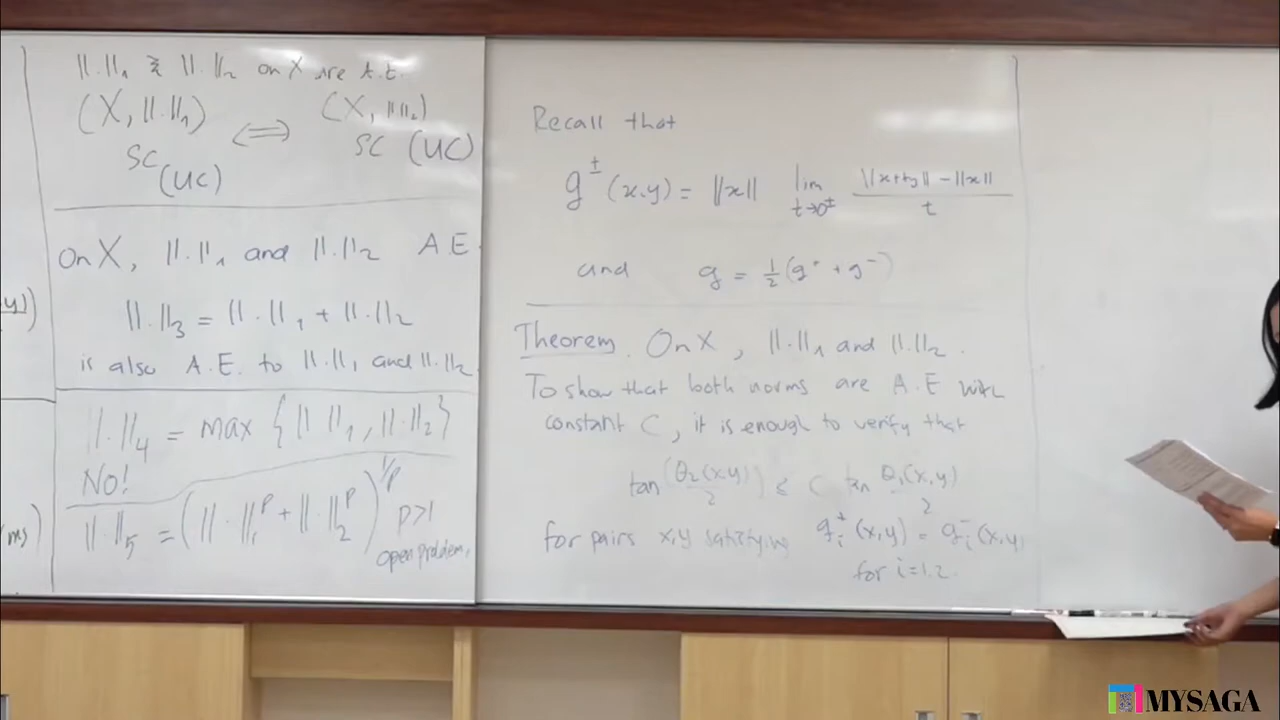 ‖·‖₁ & ‖·‖₂ on X are A.E.
(X, ‖·‖₁) ⟺ (X, ‖·‖₂)
SC (UC) SC (UC)
on X, ‖·‖₁ and ‖·‖₂ A.E.
‖·‖₃ = ‖·‖₁ + ‖·‖₂
is also A.E. to ‖·‖₁ and ‖·‖₂
‖·‖₄ = max {‖·‖₁, ‖·‖₂}
NO!
‖·‖₅ = (‖·‖₁^p + ‖·‖₂^p)^{1/p} p>1
open problem.
Recall that
g^±(x,y) = ‖x‖ lim_{t→0^±} (‖x+ty‖ - ‖x‖)/t
and g = ½(g⁺ + g⁻)
Theorem. On X, ‖·‖₁ and ‖·‖₂.
To show that both norms are A.E with
constant C, it is enough to verify that
tan(θ₂(x,y)/2) ≤ C tan θ₁(x,y)/2
for pairs x,y satisfying g_i^+(x,y) = g_i^-(x,y
for i=1,2.
y)
ms)
MYSAGA